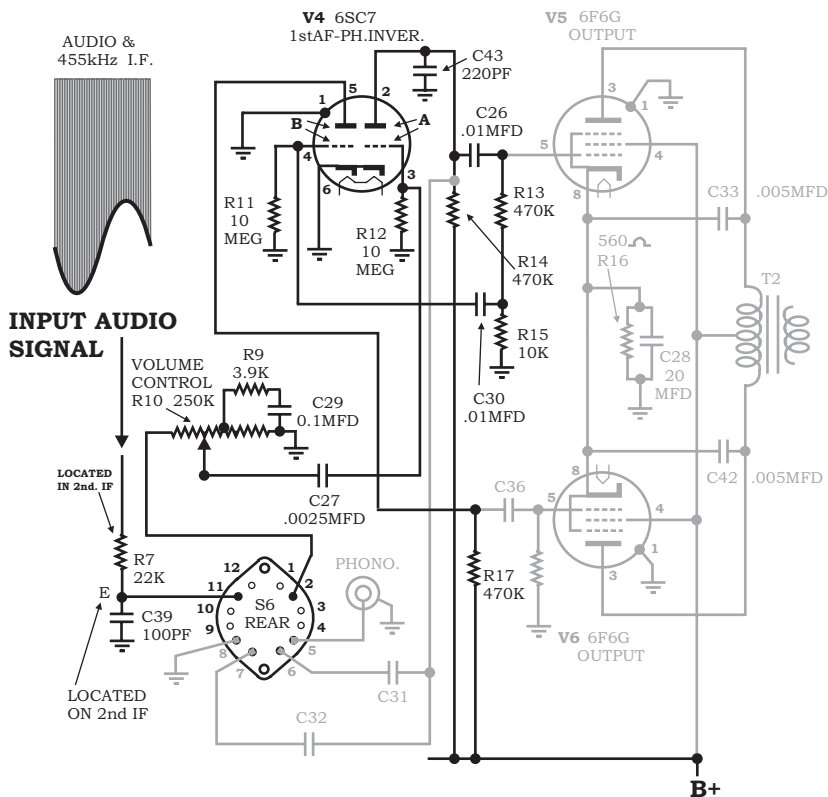 V4 6SC7
1stAF-PH.INVER.
V5 6F6G
OUTPUT
AUDIO &
455kHz I.F.
C43
220PF
5
2
3
1
1
B
A
C26
.01MFD
5
4
4
3
6
8
R11
10
MEG
R12
10
MEG
R13
470K
C33 .005MFD
R14
470K
560
R16
T2
INPUT AUDIO
SIGNAL
R15
10K
C28
20
MFD
VOLUME
CONTROL
R10 250K
R9
3.9K
C29
0.1MFD
C30
.01MFD
LOCATED
IN 2nd. IF
C27
.0025MFD
8
C42 .005MFD
C36
5
4
1
3
R7
22K
E
C39
100PF
12
1
11
2
10
3
9
4
8
5
7
6
S6
REAR
PHONO.
R17
470K
V6 6F6G
OUTPUT
LOCATED
ON 2nd IF
C31
C32
B+